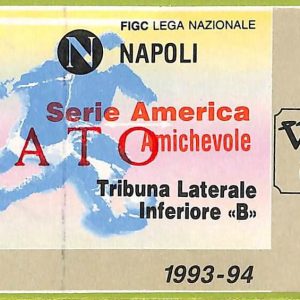 FIGC LEGA NAZIONALE
N NAPOLI
Serie America
ATO Amichevole
Tribuna Laterale
Inferiore «B»
1993-94